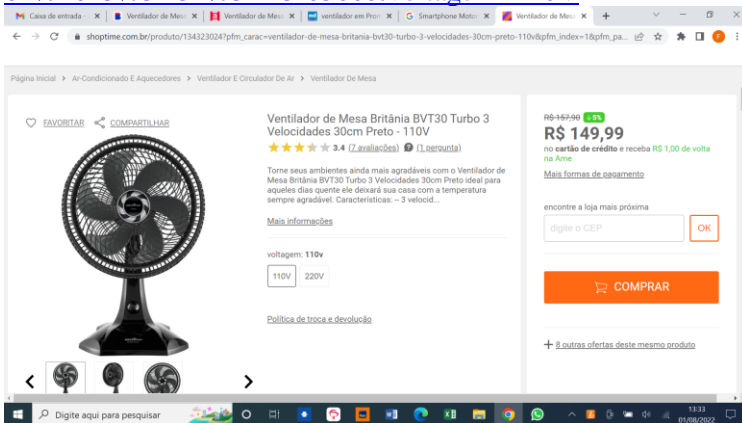 Caixa de entrada
Ventilador de Mesa
Ventilador de Mesa
ventilador em Prom
Smartphone Motor
Ventilador de Mesa
shoptime.com.br/produto/134323024?pfm_carac=ventilador-de-mesa-britania-bvt30-turbo-3-velocidades-30cm-preto-110v&pfm_index=1&pfm_pa...
Página Inicial > Ar-Condicionado E Aquecedores > Ventilador E Circulador De Ar > Ventilador De Mesa
FAVORITAR COMPARTILHAR
Ventilador de Mesa Britânia BVT30 Turbo 3
Velocidades 30cm Preto - 110V
3.4 (7 avaliações) (1 pergunta)
Torne seus ambientes ainda mais agradáveis com o Ventilador de
Mesa Britânia BVT30 Turbo 3 Velocidades 30cm Preto ideal para
aqueles dias quente ele deixará sua casa com a temperatura
sempre agradável. Características: – 3 velocid...
Mais informações
voltagem: 110v
110V 220V
Política de troca e devolução
R$ 157,90 5%
R$ 149,99
no cartão de crédito e receba R$ 1,00 de volta
na Ame
Mais formas de pagamento
encontre a loja mais próxima
digite o CEP OK
COMPRAR
+ 8 outras ofertas deste mesmo produto
Digite aqui para pesquisar
13:33
01/08/2022